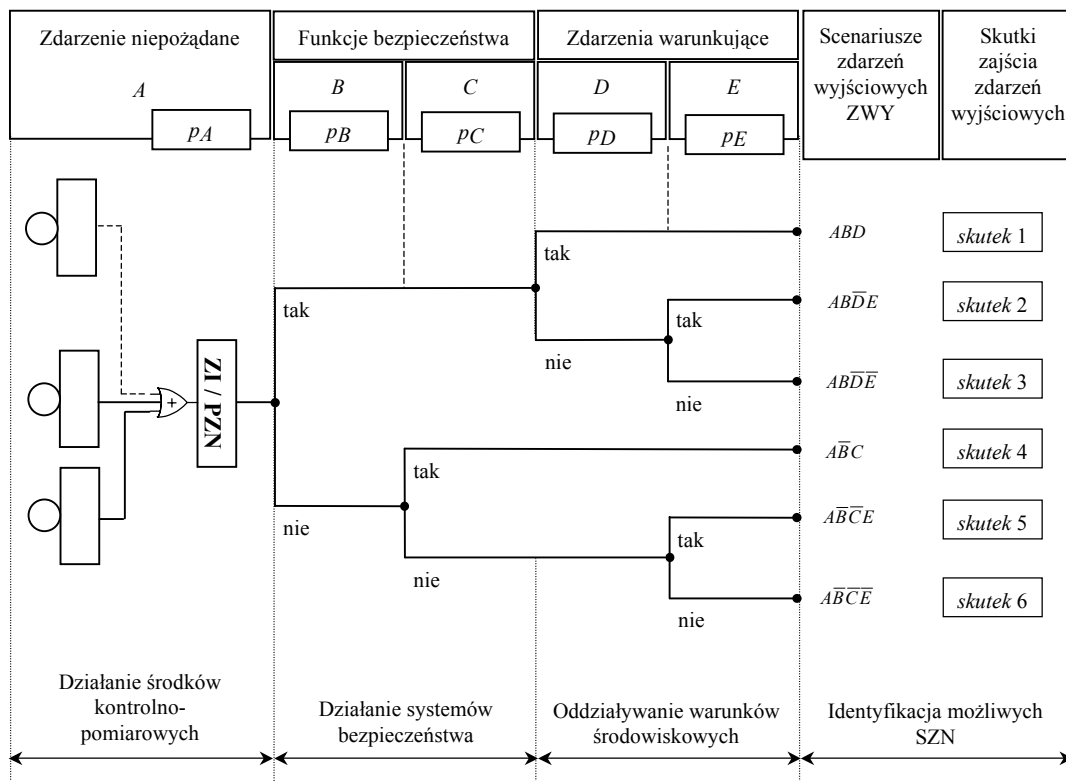 Zdarzenie niepożądane
A
pA
Funkcje bezpieczeństwa
B
pB
C
pC
Zdarzenia warunkujące
D
pD
E
pE
Scenariusze
zdarzeń
wyjściowych
ZWY
Skutki
zajścia
zdarzeń
wyjściowych
tak
tak
ABD
skutek 1
tak
ABD̅E
skutek 2
nie
nie
ABD̅E̅
skutek 3
+
ZI / PZN
tak
AB̅C
skutek 4
nie
tak
AB̅C̅E
skutek 5
nie
nie
AB̅C̅E̅
skutek 6
Działanie środków
kontrolno-
pomiarowych
Działanie systemów
bezpieczeństwa
Oddziaływanie warunków
środowiskowych
Identyfikacja możliwych
SZN